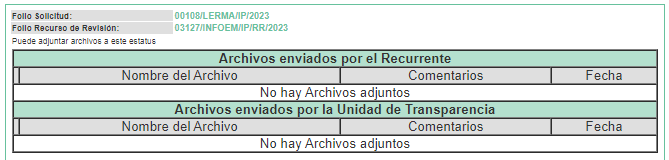 Folio Solicitud: 00108/LERMA/IP/2023
Folio Recurso de Revisión: 03127/INFOEM/IP/RR/2023
Puede adjuntar archivos a este estatus
Archivos enviados por el Recurrente
Nombre del Archivo Comentarios Fecha
No hay Archivos adjuntos
Archivos enviados por la Unidad de Transparencia
Nombre del Archivo Comentarios Fecha
No hay Archivos adjuntos